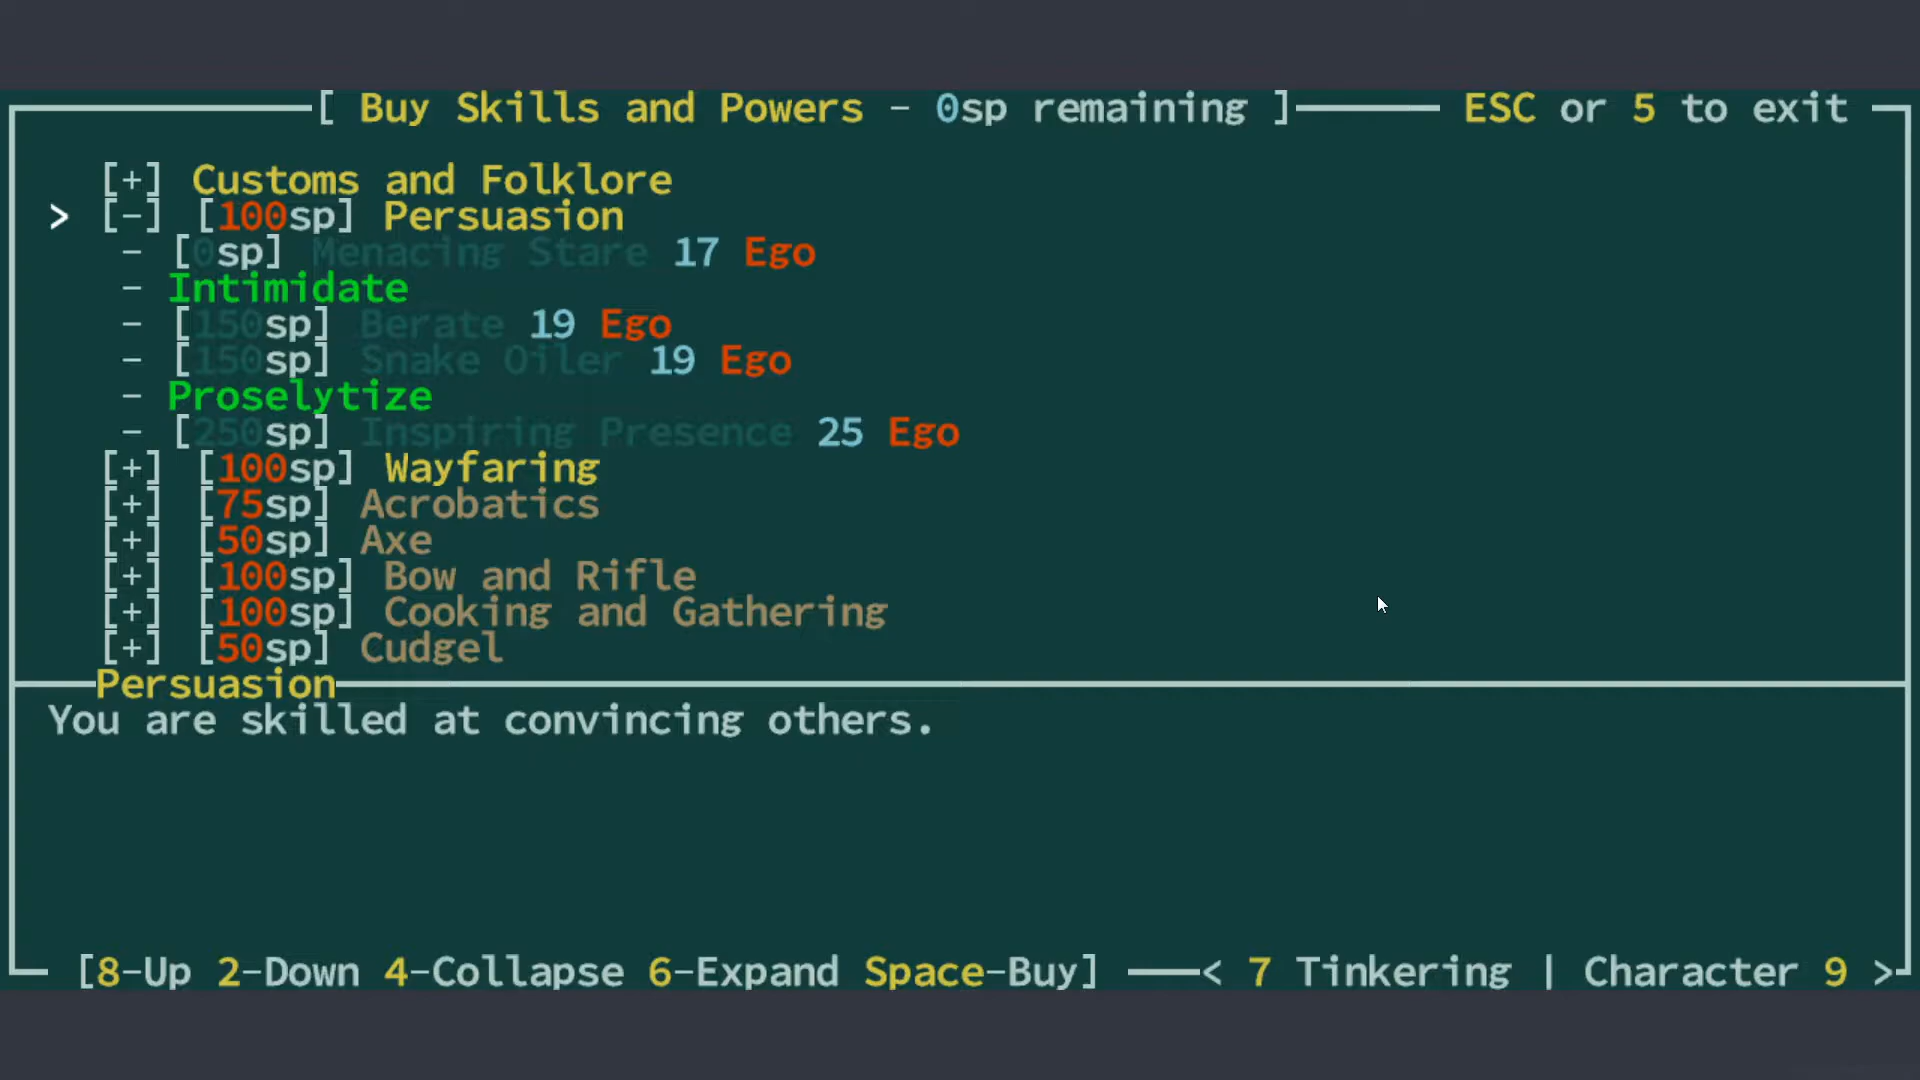 [ Buy Skills and Powers - 0sp remaining ] ESC or 5 to exit
[+] Customs and Folklore
> [-] [100sp] Persuasion
- [0sp] Menacing Stare 17 Ego
- Intimidate
- [150sp] Berate 19 Ego
- [150sp] Snake Oiler 19 Ego
- Proselytize
- [250sp] Inspiring Presence 25 Ego
[+] [100sp] Wayfaring
[+] [75sp] Acrobatics
[+] [50sp] Axe
[+] [100sp] Bow and Rifle
[+] [100sp] Cooking and Gathering
[+] [50sp] Cudgel
Persuasion
You are skilled at convincing others.
[8-Up 2-Down 4-Collapse 6-Expand Space-Buy] < 7 Tinkering | Character 9 >